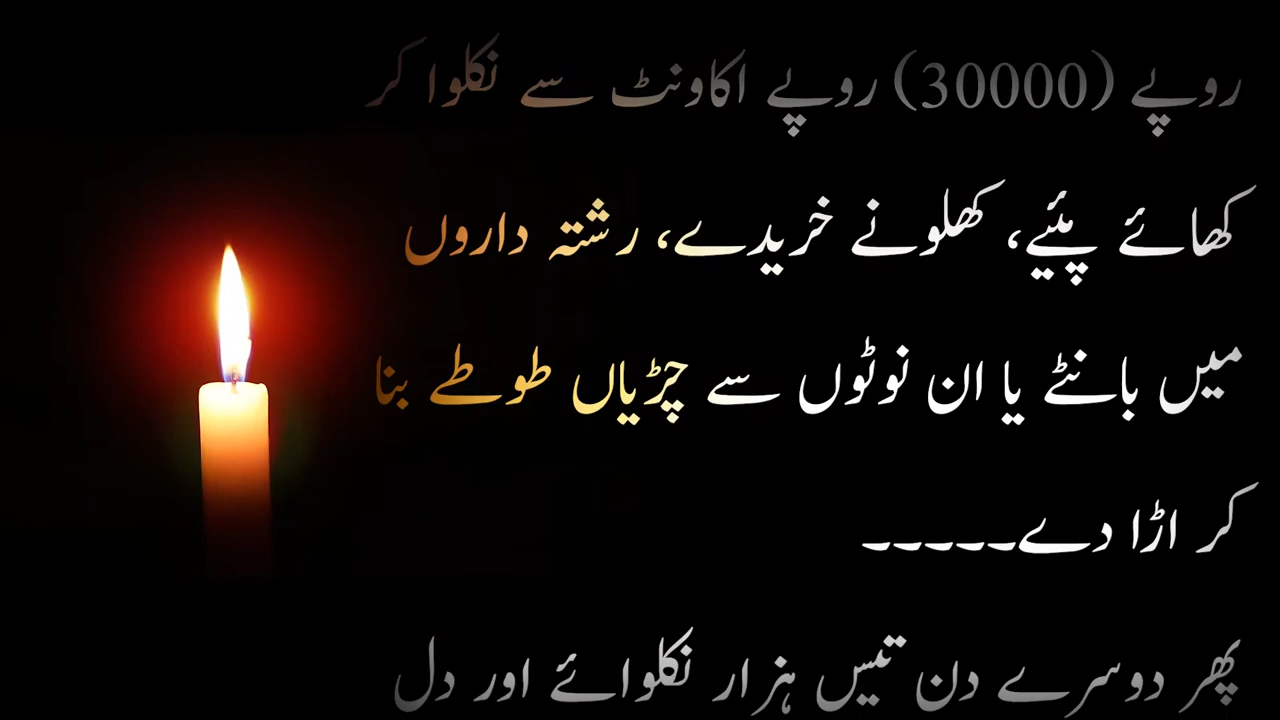 روپے (30000) روپے اکاونٹ سے نکلوا کر
کھائے پیئیے، کھلونے خریدے، رشتہ داروں
میں بانٹے یا ان نوٹوں سے چڑیاں طوطے بنا
کر اڑا دے۔۔۔۔۔
پھر دوسرے دن تیس ہزار نکلوائے اور دل